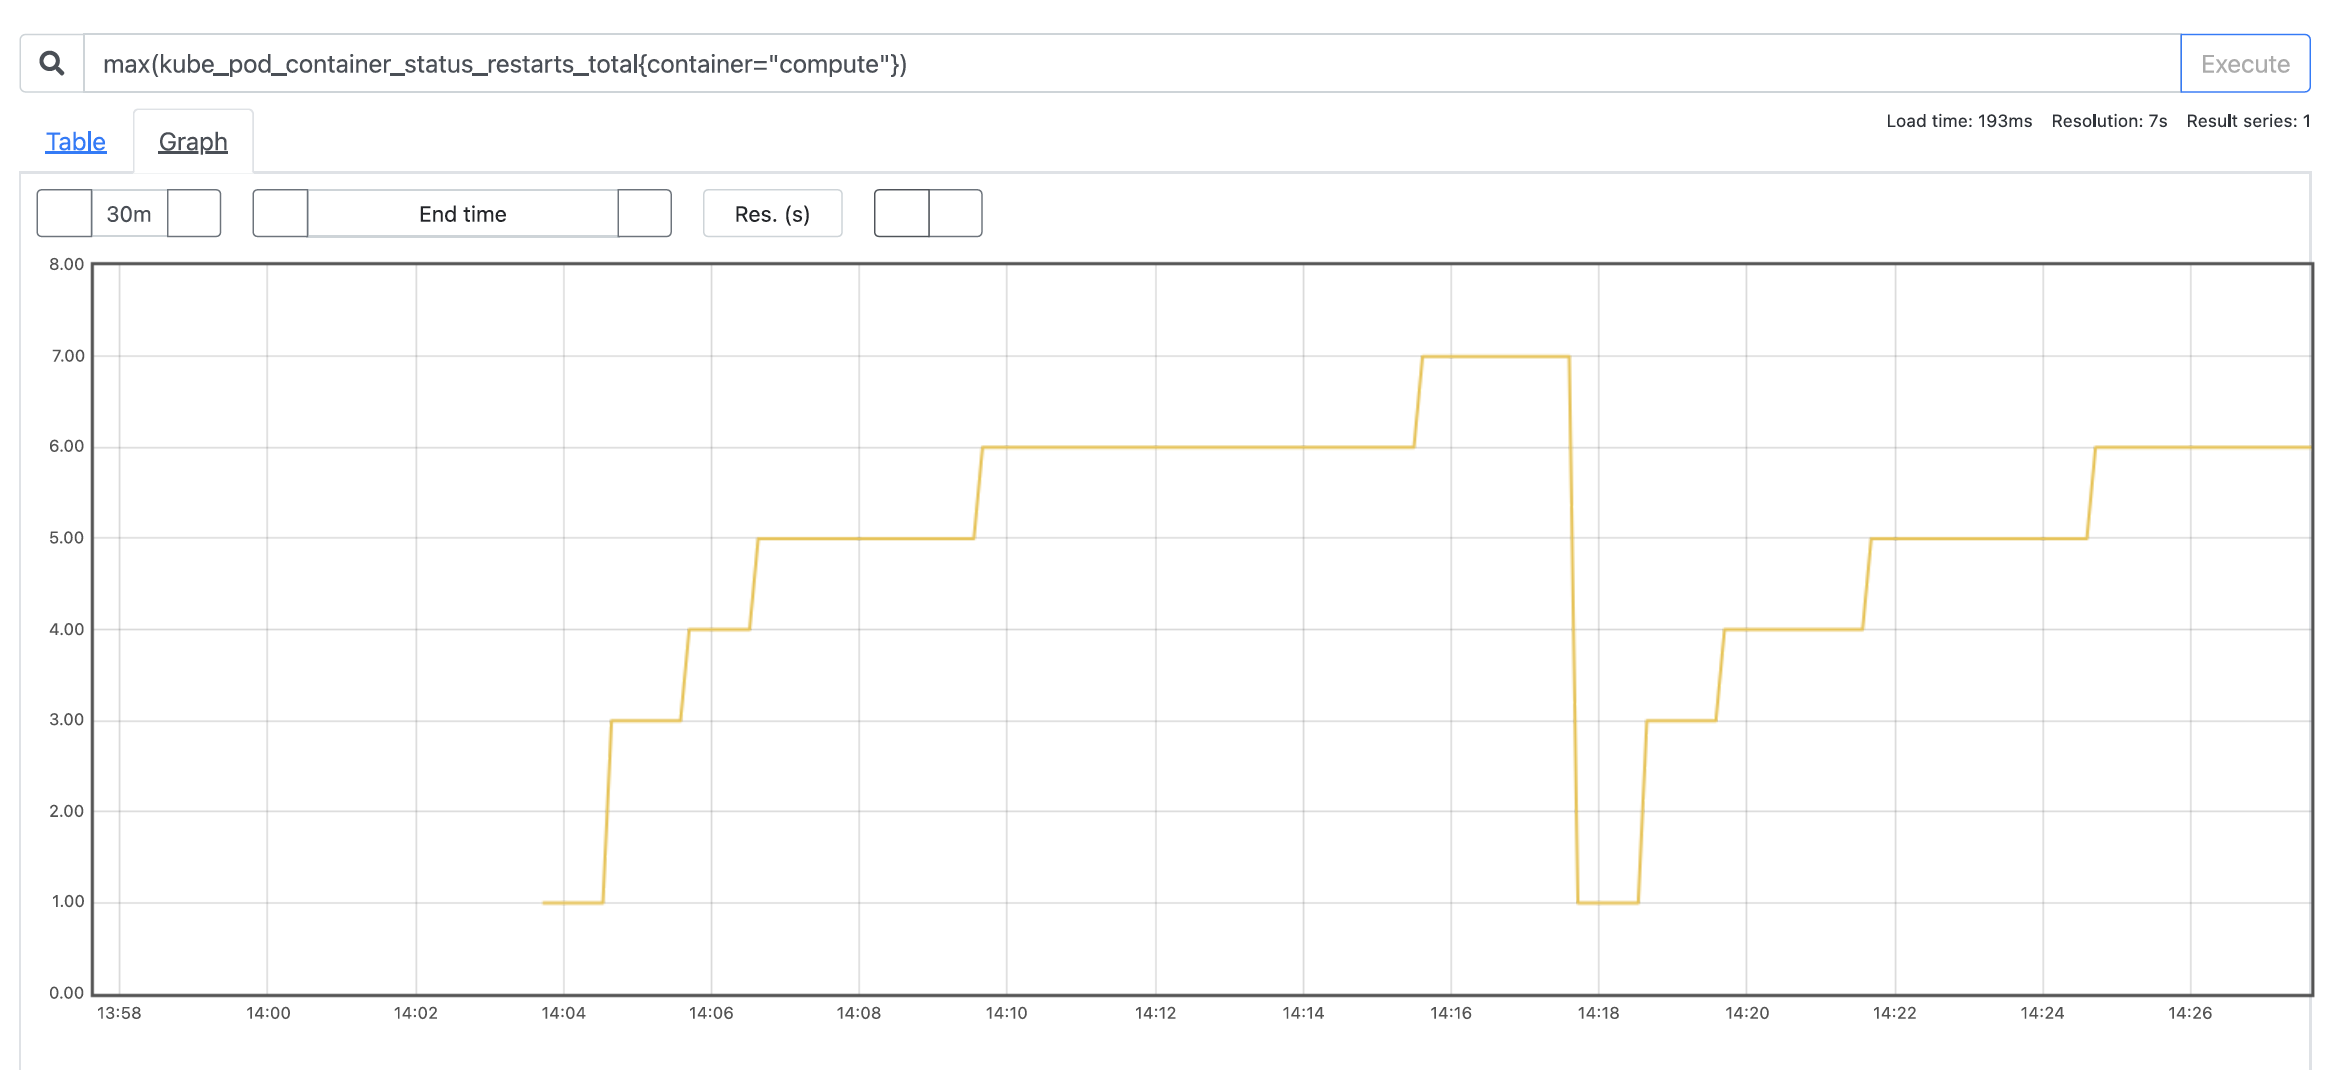 max(kube_pod_container_status_restarts_total{container="compute"})
Execute
Table
Graph
Load time: 193ms Resolution: 7s Result series: 1
30m
End time
Res. (s)
8.00
7.00
6.00
5.00
4.00
3.00
2.00
1.00
0.00
13:58 14:00 14:02 14:04 14:06 14:08 14:10 14:12 14:14 14:16 14:18 14:20 14:22 14:24 14:26